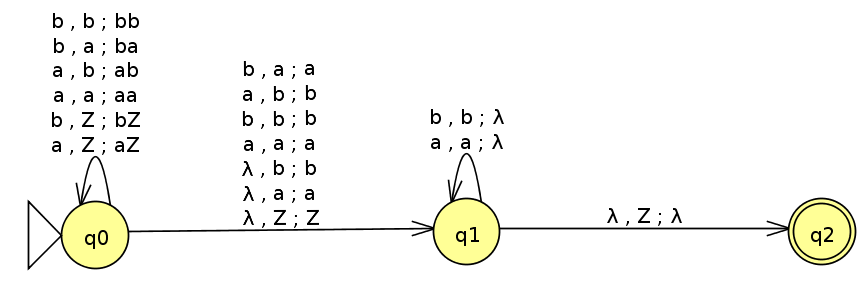 b , b ; bb
b , a ; ba
a , b ; ab
a , a ; aa
b , Z ; bZ
a , Z ; aZ
b , a ; a
a , b ; b
b , b ; b
a , a ; a
λ , b ; b
λ , a ; a
λ , Z ; Z
b , b ; λ
a , a ; λ
λ , Z ; λ
q0
q1
q2